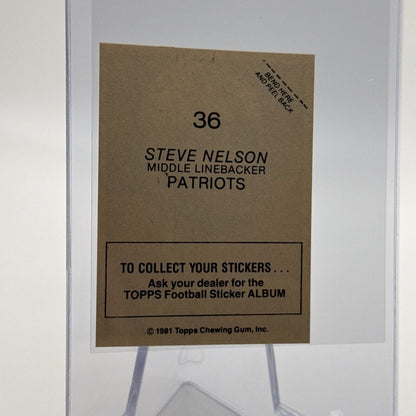 BEND HERE
AND PEEL BACK
36
STEVE NELSON
MIDDLE LINEBACKER
PATRIOTS
TO COLLECT YOUR STICKERS...
Ask your dealer for the
TOPPS Football Sticker ALBUM
© 1981 Topps Chewing Gum, Inc.